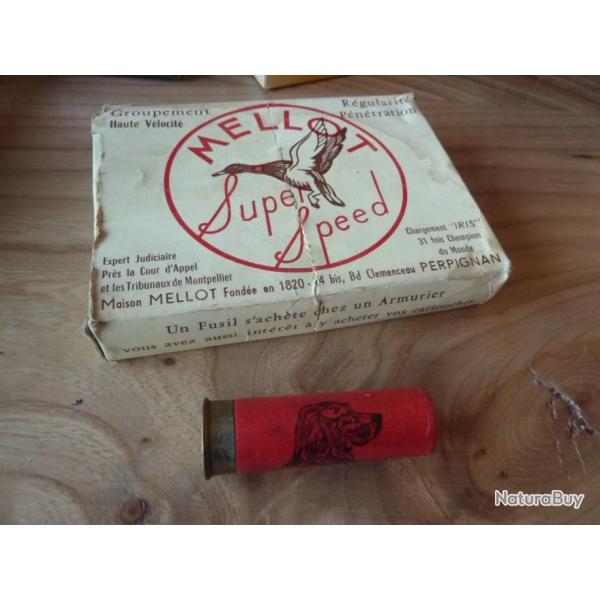 Groupement
Haute Vélocité
Régularité
Pénétration
MELLOT
Super
Speed
Expert Judiciaire
Près la Cour d'Appel
et les Tribunaux de Montpellier
Chargement "IRIS"
31 fois Champion
du Monde
Maison MELLOT Fondée en 1820 - 4 bis, Bd Clemenceau PERPIGNAN
Un Fusil s'achète chez un Armurier
vous avez aussi intérêt à y acheter vos cartouches
NaturaBuy